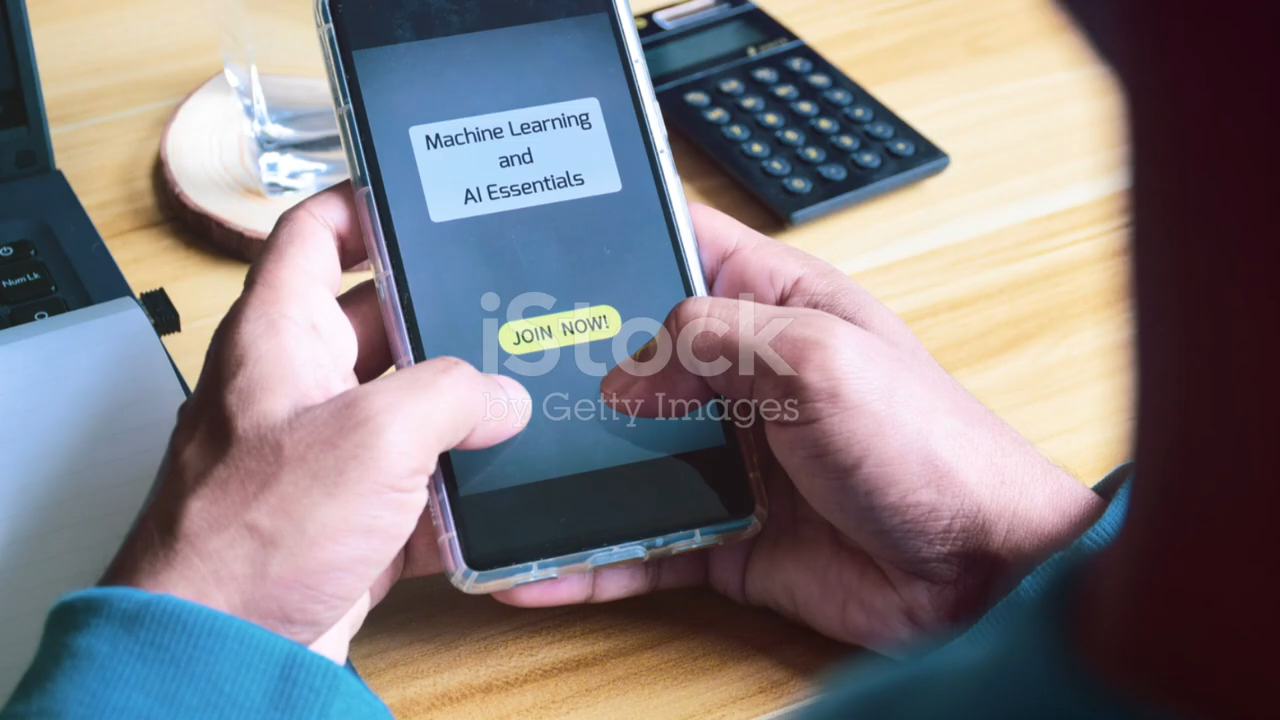 Machine Learning
and
AI Essentials
JOIN NOW!
iStock
by Getty Images
Num Lk